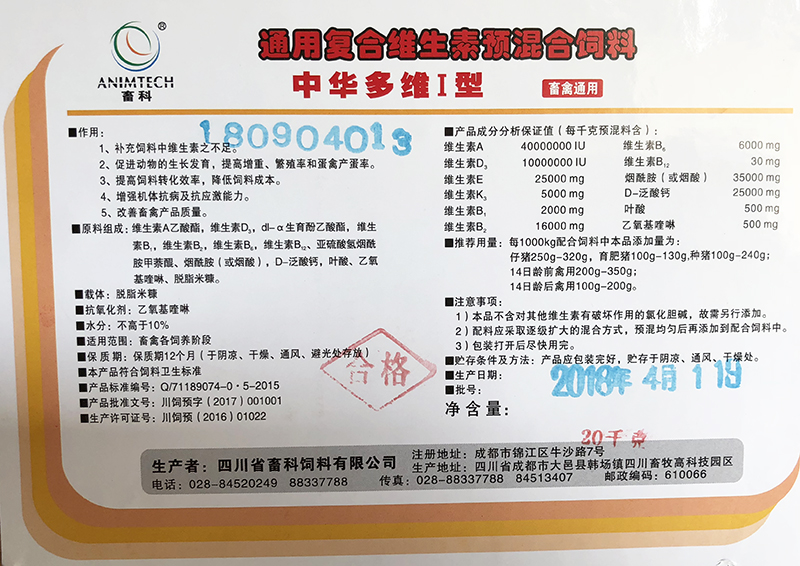 ®
ANIMTECH
畜科
通用复合维生素预混合饲料
中华多维Ⅰ型
畜禽通用
■作用：
180904013
1、补充饲料中维生素之不足。
2、促进动物的生长发育，提高增重、繁殖率和蛋禽产蛋率。
3、提高饲料转化效率，降低饲料成本。
4、增强机体抗病及抗应激能力。
5、改善畜禽产品质量。
■原料组成：维生素A乙酸酯，维生素D₃，dl-α生育酚乙酸酯，维生
素B₁，维生素B₂，维生素B₆，维生素B₁₂、亚硫酸氢烟酰
胺甲萘醌、烟酰胺（或烟酸），D-泛酸钙，叶酸、乙氧
基喹啉、脱脂米糠。
■载体：脱脂米糠
■抗氧化剂：乙氧基喹啉
■水分：不高于10%
■适用范围：畜禽各饲养阶段
■保 质 期：保质期12个月（于阴凉、干燥、通风、避光处存放）
■本产品符合饲料卫生标准
■产品标准编号：Q/71189074-0·5-2015
■产品批准文号：川饲预字（2017）001001
■生产许可证号：川饲预（2016）01022
合格
■产品成分分析保证值（每千克预混料含）：
维生素A 40000000 IU 维生素B₆ 6000 mg
维生素D₃ 10000000 IU 维生素B₁₂ 30 mg
维生素E 25000 mg 烟酰胺（或烟酸） 35000 mg
维生素K₃ 5000 mg D-泛酸钙 25000 mg
维生素B₁ 2000 mg 叶酸 500 mg
维生素B₂ 16000 mg 乙氧基喹啉 500 mg
■推荐用量：每1000kg配合饲料中本品添加量为：
仔猪250g-320g，育肥猪100g-130g,种猪100g-240g；
14日龄前禽用200g-350g；
14日龄后禽用100g-200g。
■注意事项：
1）本品不含对其他维生素有破坏作用的氯化胆碱，故需另行添加。
2）配料应采取逐级扩大的混合方式，预混均匀后再添加到配合饲料中。
3）包装打开后尽快用完。
■贮存条件及方法：产品应包装完好，贮存于阴凉、通风、干燥处。
■生产日期：
2018年 4月 119
■批号：
净含量：
20千克
生产者：四川省畜科饲料有限公司
电话：028-84520249 88337788
注册地址：成都市锦江区牛沙路7号
生产地址：四川省成都市大邑县韩场镇四川畜牧高科技园区
传真：028-88337788 84513407 邮政编码：610066